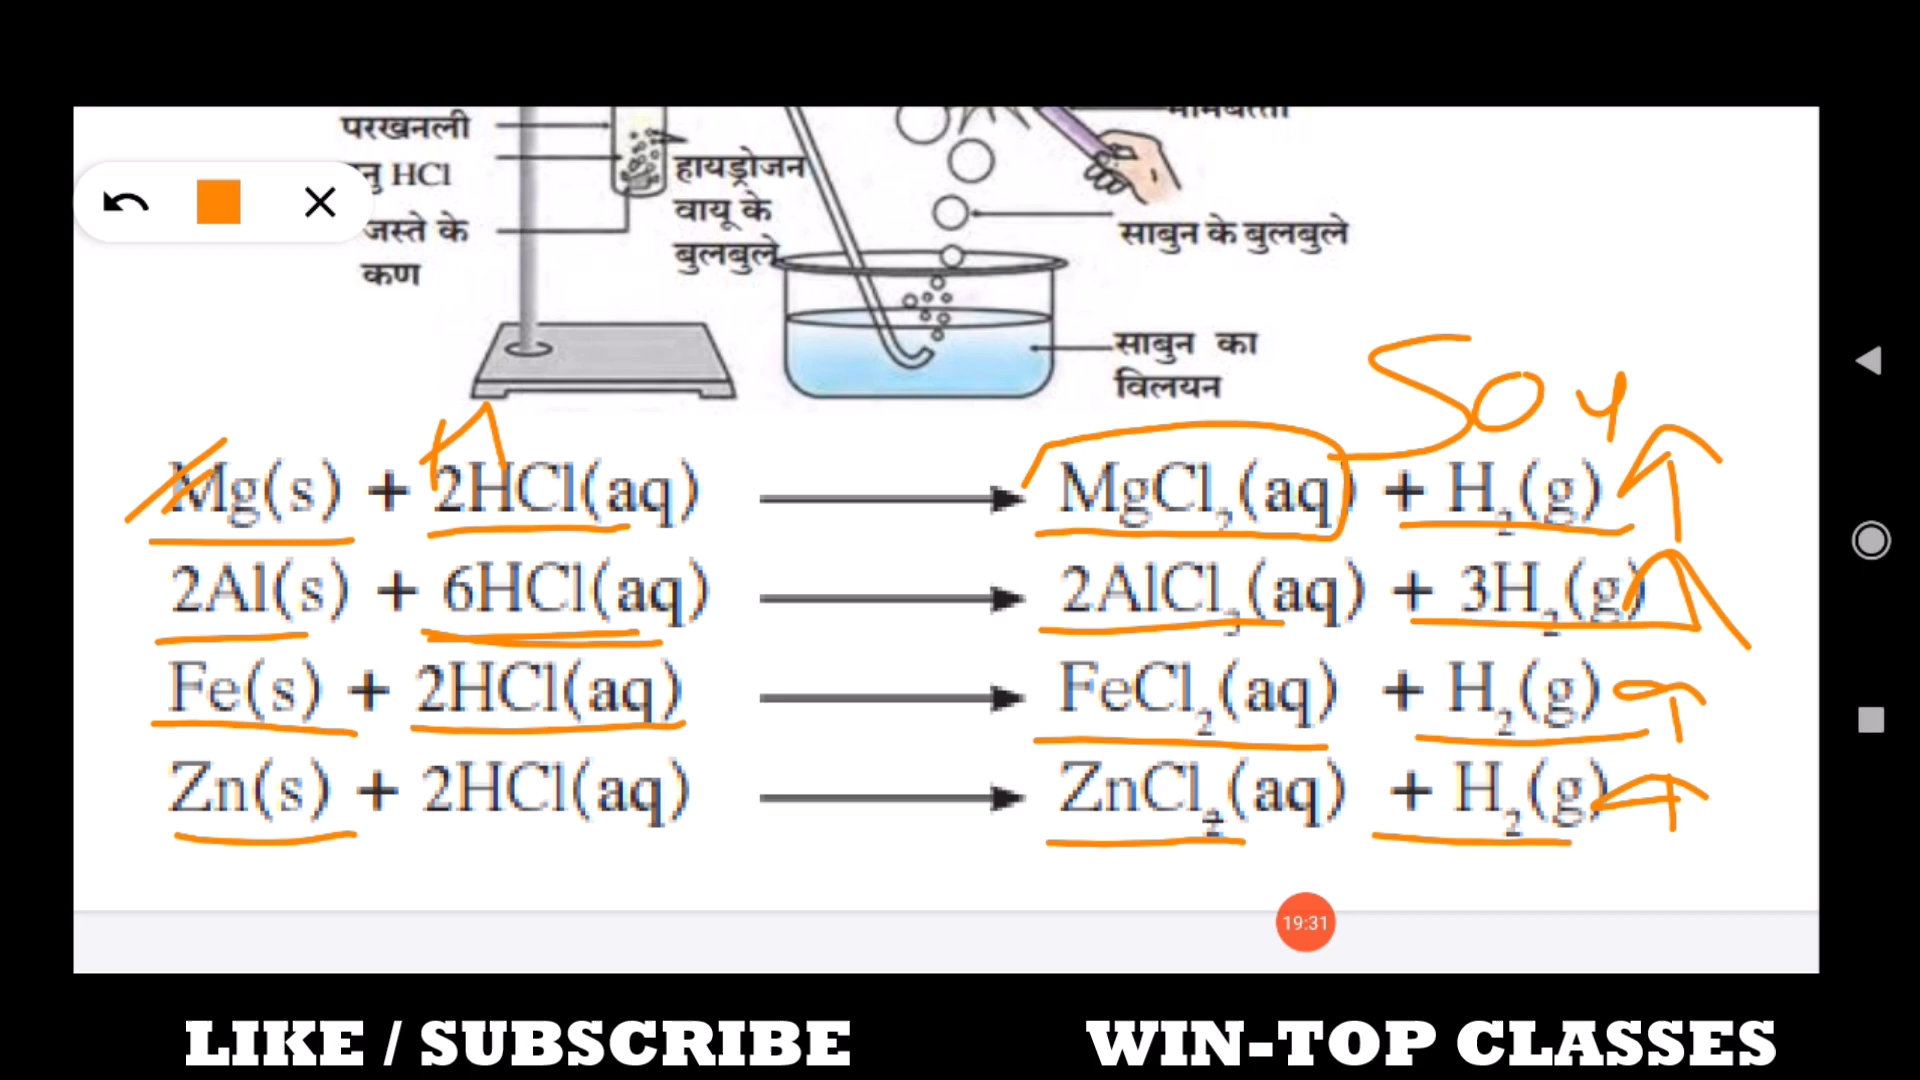 परखनली
नु HCl
जस्ते के
कण
हायड्रोजन
वायू के
बुलबुले
साबुन के बुलबुले
साबुन का
विलयन
SO4
Mg(s) + 2HCl(aq) → MgCl₂(aq) + H₂(g)
2Al(s) + 6HCl(aq) → 2AlCl₃(aq) + 3H₂(g)
Fe(s) + 2HCl(aq) → FeCl₂(aq) + H₂(g)
Zn(s) + 2HCl(aq) → ZnCl₂(aq) + H₂(g)
19:31
LIKE / SUBSCRIBE
WIN-TOP CLASSES